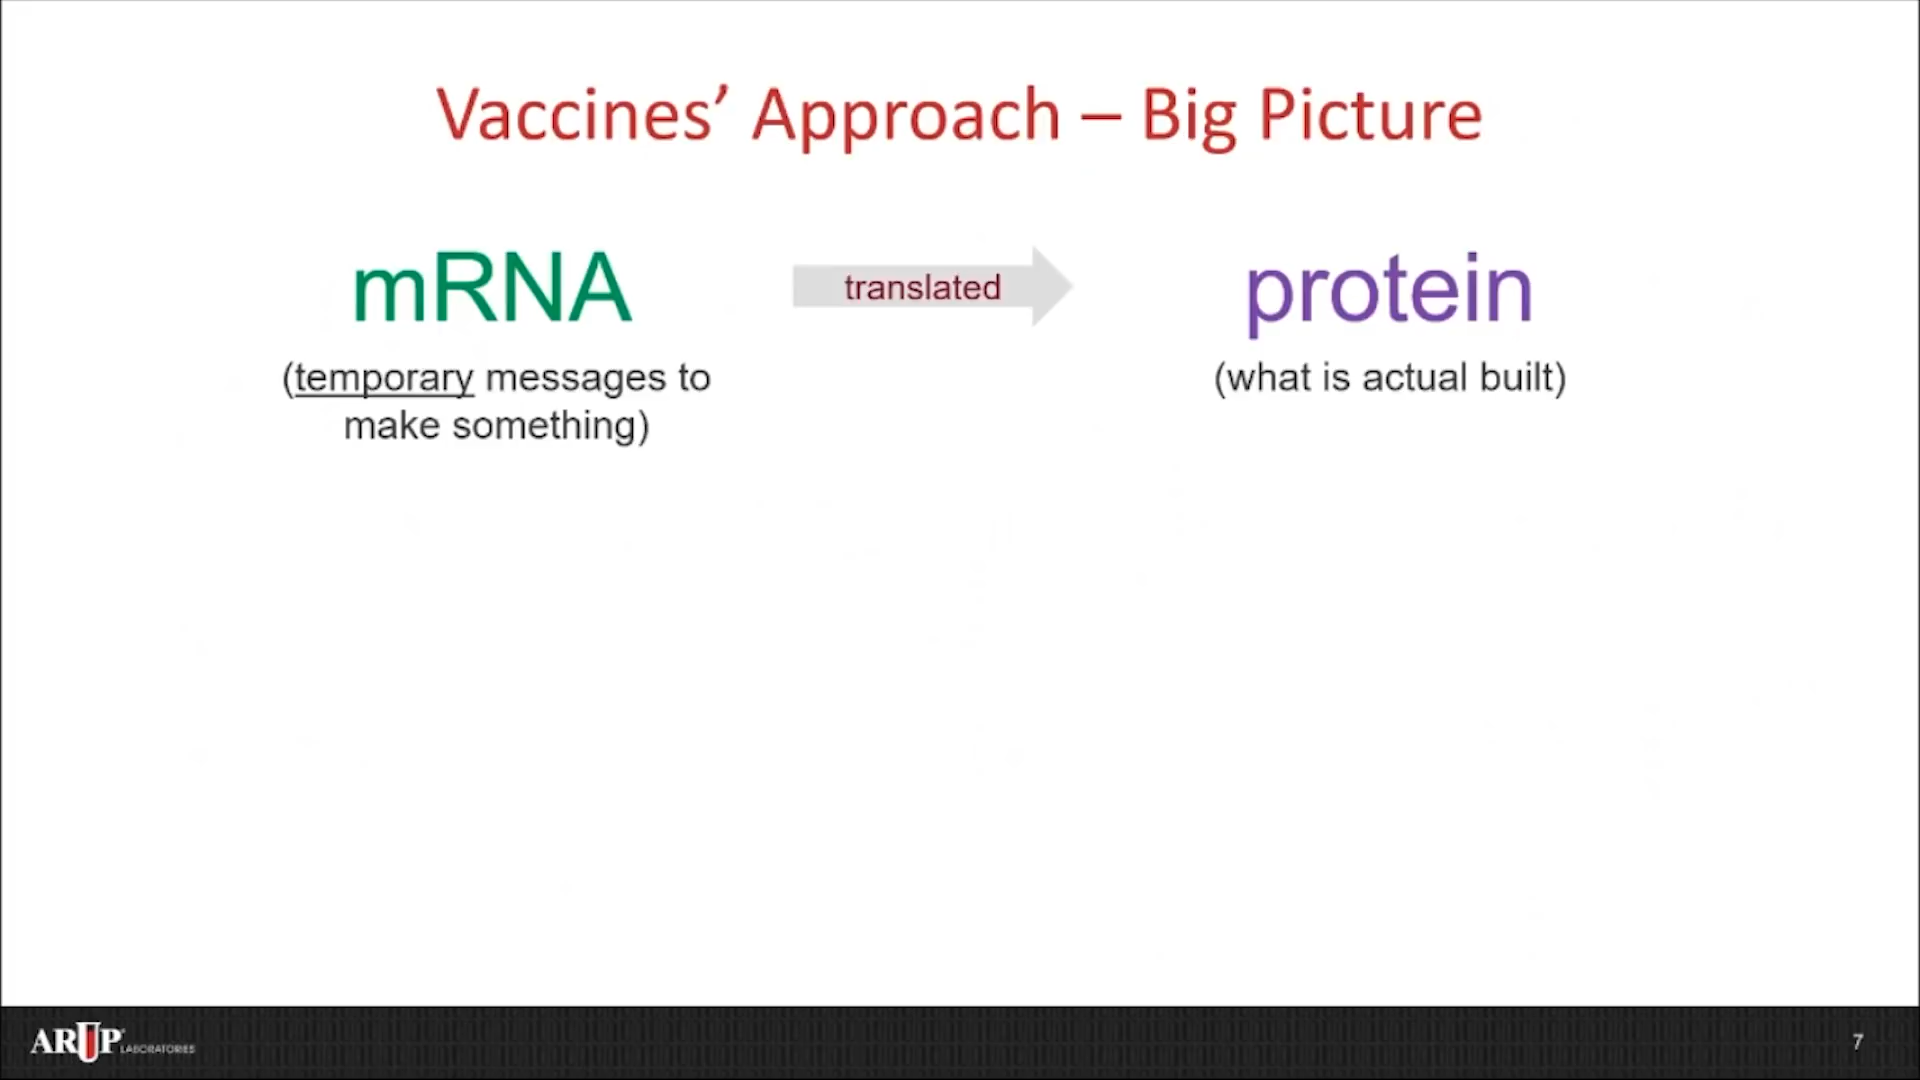 Vaccines’ Approach – Big Picture
mRNA
translated
protein
(temporary messages to
make something)
(what is actual built)
ARUP LABORATORIES
7